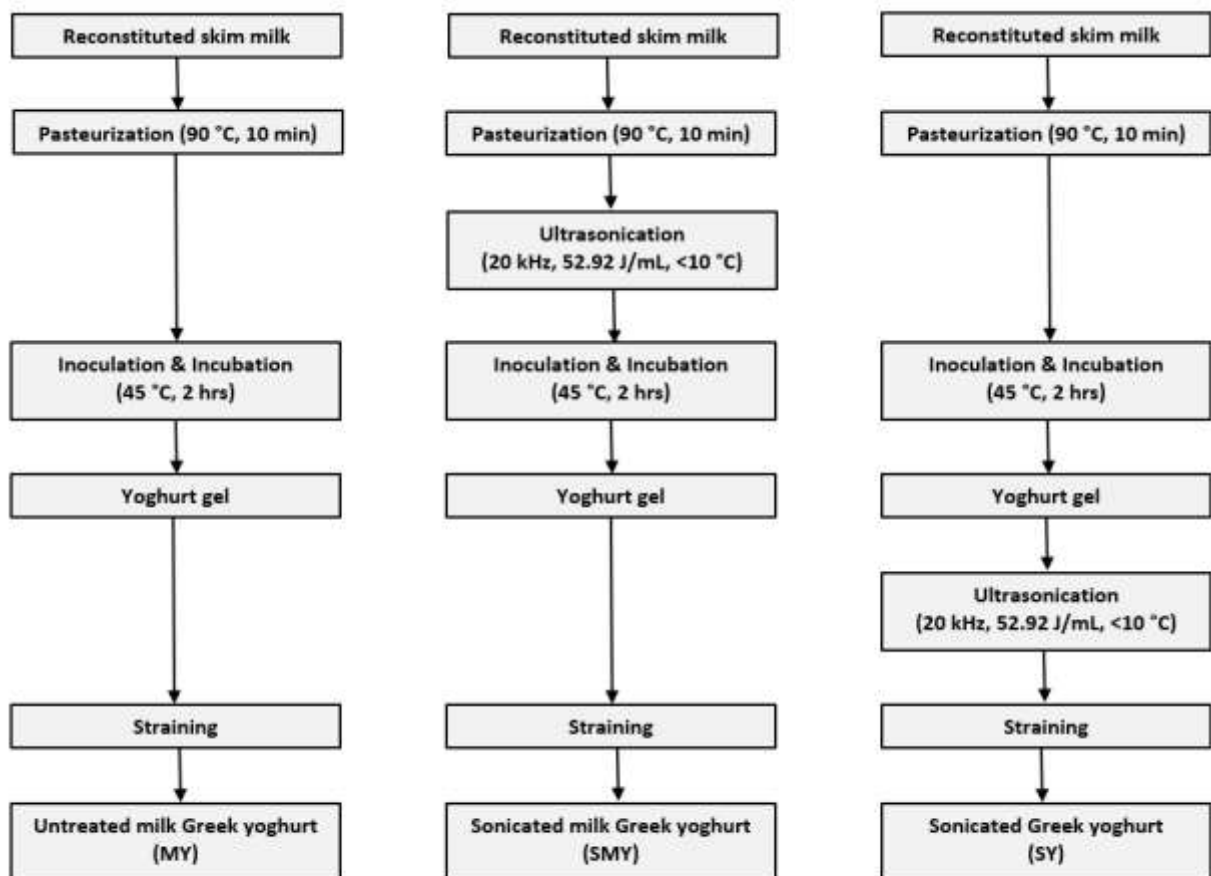 Reconstituted skim milk
Pasteurization (90 °C, 10 min)
Inoculation & Incubation
(45 °C, 2 hrs)
Yoghurt gel
Straining
Untreated milk Greek yoghurt
(MY)
Reconstituted skim milk
Pasteurization (90 °C, 10 min)
Ultrasonication
(20 kHz, 52.92 J/mL, <10 °C)
Inoculation & Incubation
(45 °C, 2 hrs)
Yoghurt gel
Straining
Sonicated milk Greek yoghurt
(SMY)
Reconstituted skim milk
Pasteurization (90 °C, 10 min)
Inoculation & Incubation
(45 °C, 2 hrs)
Yoghurt gel
Ultrasonication
(20 kHz, 52.92 J/mL, <10 °C)
Straining
Sonicated Greek yoghurt
(SY)